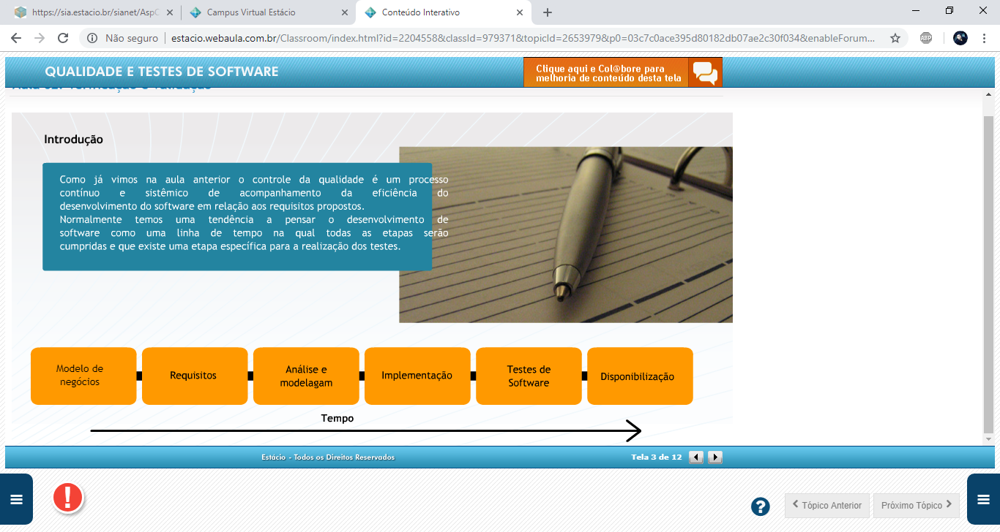 https://sia.estacio.br/sianet/AspC
Campus Virtual Estácio
Conteúdo Interativo
Não seguro
estacio.webaula.com.br/Classroom/index.html?id=2204558&classId=979371&topicId=2653979&p0=03c7c0ace395d80182db07ae2c30f034&enableForum...
ABP
QUALIDADE E TESTES DE SOFTWARE
Clique aqui e Col@bore para
melhoria de conteúdo desta tela
Aula 02: Verificação e validação
Introdução
Como já vimos na aula anterior o controle da qualidade é um processo
contínuo e sistêmico de acompanhamento da eficiência do
desenvolvimento do software em relação aos requisitos propostos.
Normalmente temos uma tendência a pensar o desenvolvimento de
software como uma linha de tempo na qual todas as etapas serão
cumpridas e que existe uma etapa específica para a realização dos testes.
Modelo de
negócios
Requisitos
Análise e
modelagam
Implementação
Testes de
Software
Disponibilização
Tempo
Estácio - Todos os Direitos Reservados
Tela 3 de 12
Tópico Anterior
Próximo Tópico